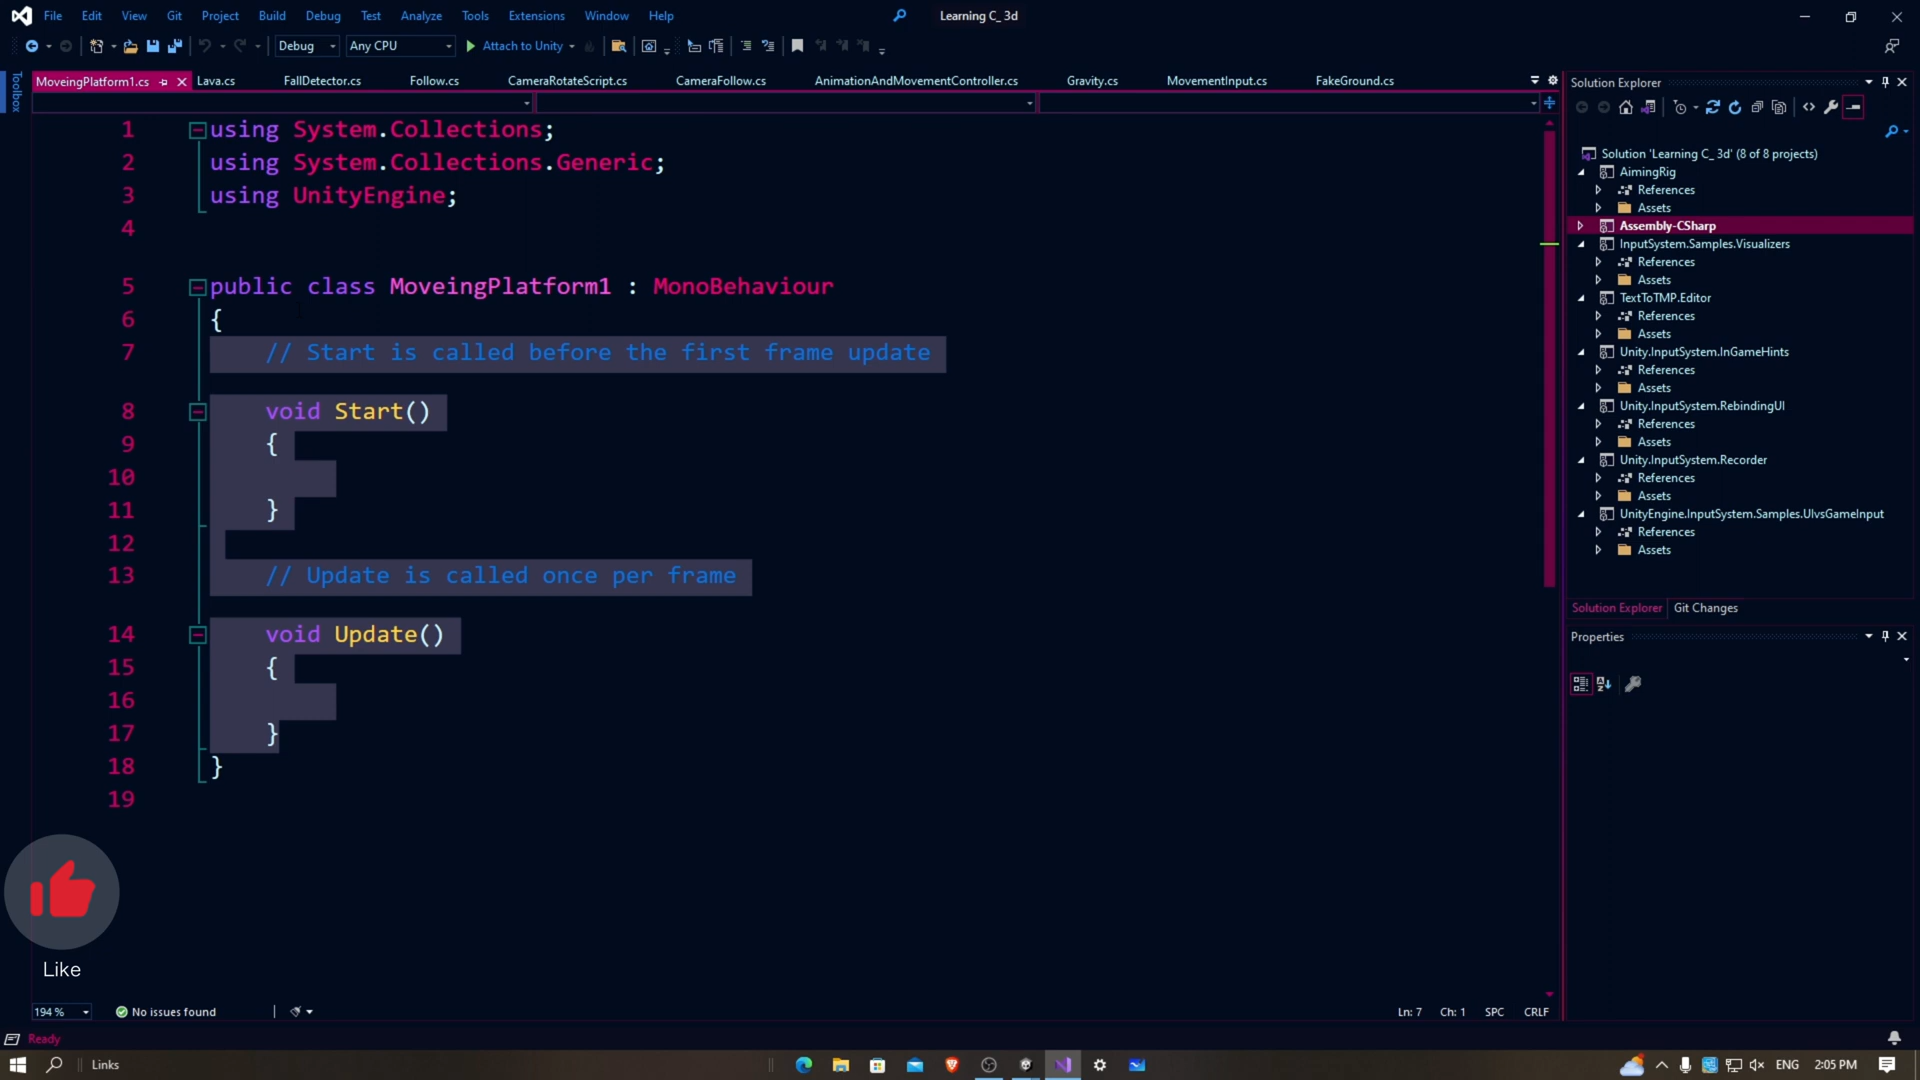 File Edit View Git Project Build Debug Test Analyze Tools Extensions Window Help Learning C_ 3d
Debug Any CPU Attach to Unity
Toolbox
MoveingPlatform1.cs Lava.cs FallDetector.cs Follow.cs CameraRotateScript.cs CameraFollow.cs AnimationAndMovementController.cs Gravity.cs MovementInput.cs FakeGround.cs
1 using System.Collections;
2 using System.Collections.Generic;
3 using UnityEngine;
4
5 public class MoveingPlatform1 : MonoBehaviour
6 {
7 // Start is called before the first frame update
8 void Start()
9 {
10
11 }
12
13 // Update is called once per frame
14 void Update()
15 {
16
17 }
18 }
19
Like
194 % No issues found Ln: 7 Ch: 1 SPC CRLF
Solution Explorer
Solution 'Learning C_ 3d' (8 of 8 projects)
AimingRig
References
Assets
Assembly-CSharp
InputSystem.Samples.Visualizers
References
Assets
TextToTMP.Editor
References
Assets
Unity.InputSystem.InGameHints
References
Assets
Unity.InputSystem.RebindingUI
References
Assets
Unity.InputSystem.Recorder
References
Assets
UnityEngine.InputSystem.Samples.UIvsGameInput
References
Assets
Solution Explorer Git Changes
Properties
Ready
Links ENG 2:05 PM